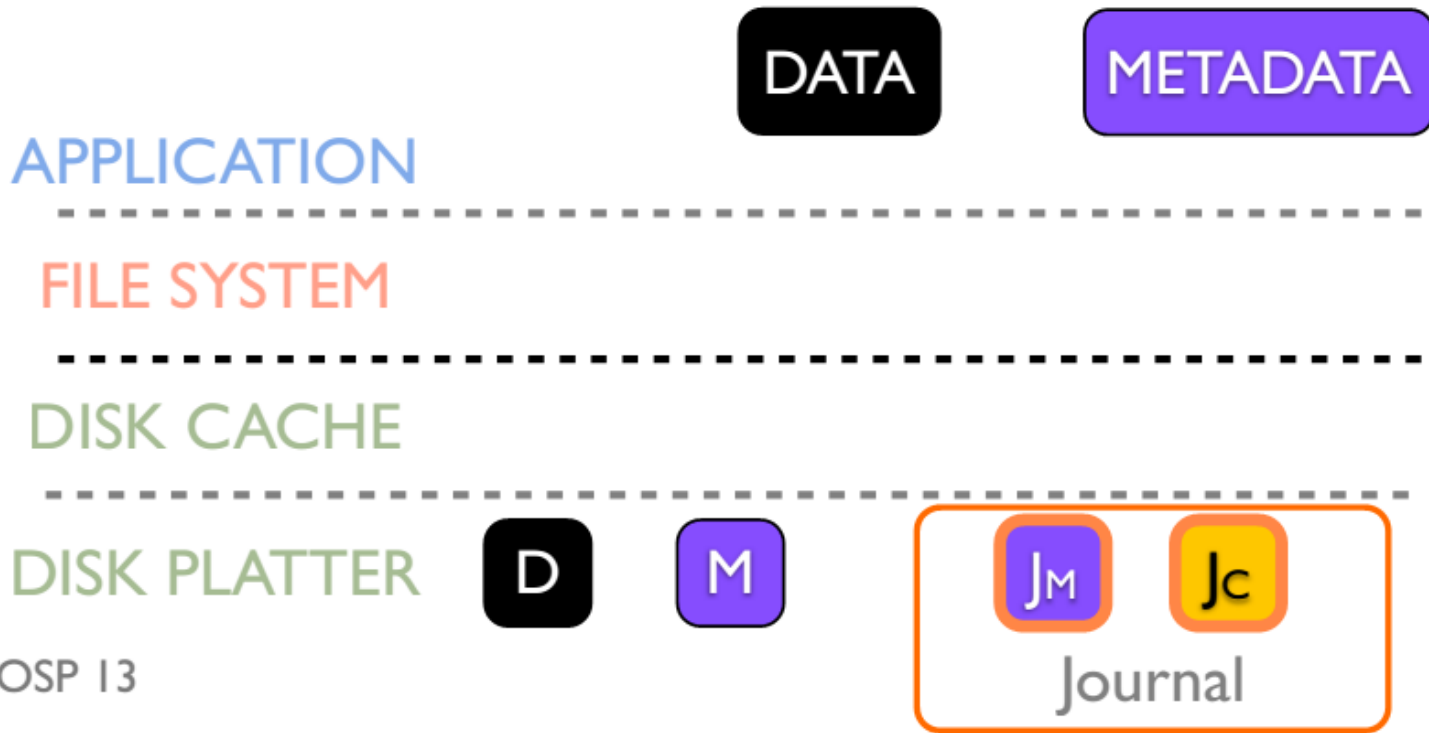 DATA METADATA
APPLICATION
FILE SYSTEM
DISK CACHE
DISK PLATTER D M JM JC
OSP 13 Journal